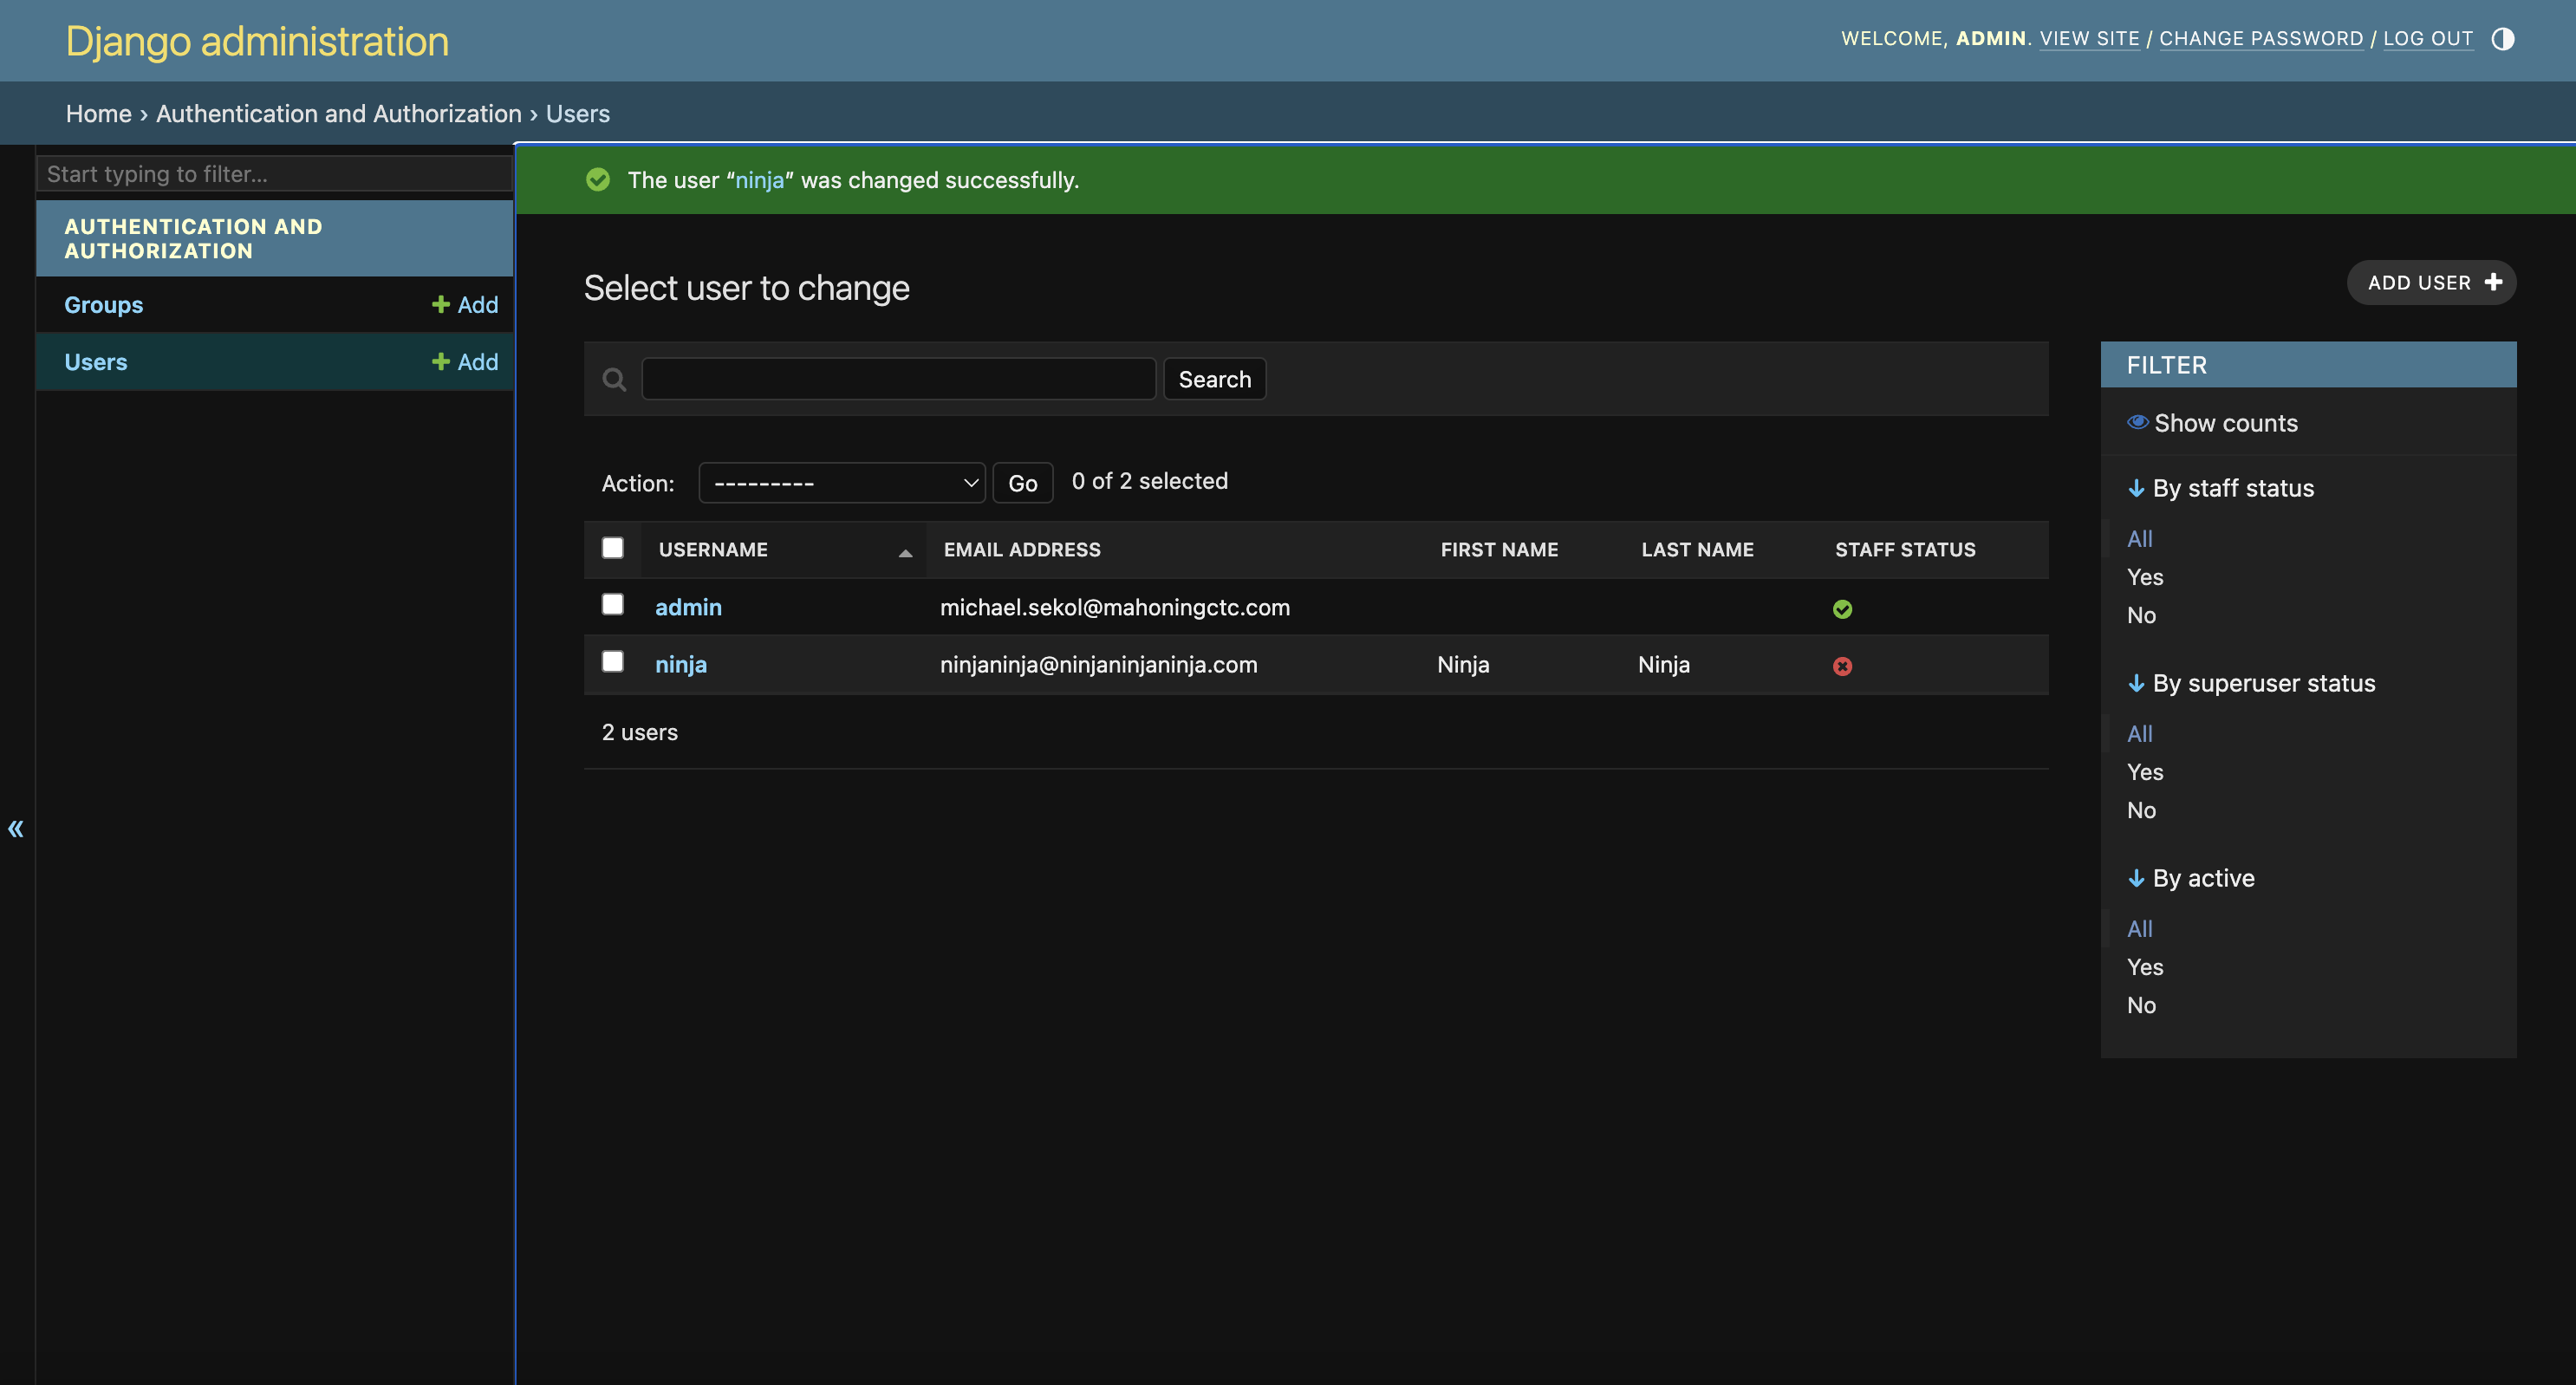 Django administration
WELCOME, ADMIN. VIEW SITE / CHANGE PASSWORD / LOG OUT
Home › Authentication and Authorization › Users
Start typing to filter...
AUTHENTICATION AND
AUTHORIZATION
Groups
+ Add
Users
+ Add
«
The user “ninja” was changed successfully.
Select user to change
ADD USER +
Search
Action: --------- Go 0 of 2 selected
USERNAME EMAIL ADDRESS FIRST NAME LAST NAME STAFF STATUS
admin michael.sekol@mahoningctc.com
ninja ninjaninja@ninjaninjaninja.com Ninja Ninja
2 users
FILTER
Show counts
↓ By staff status
All
Yes
No
↓ By superuser status
All
Yes
No
↓ By active
All
Yes
No